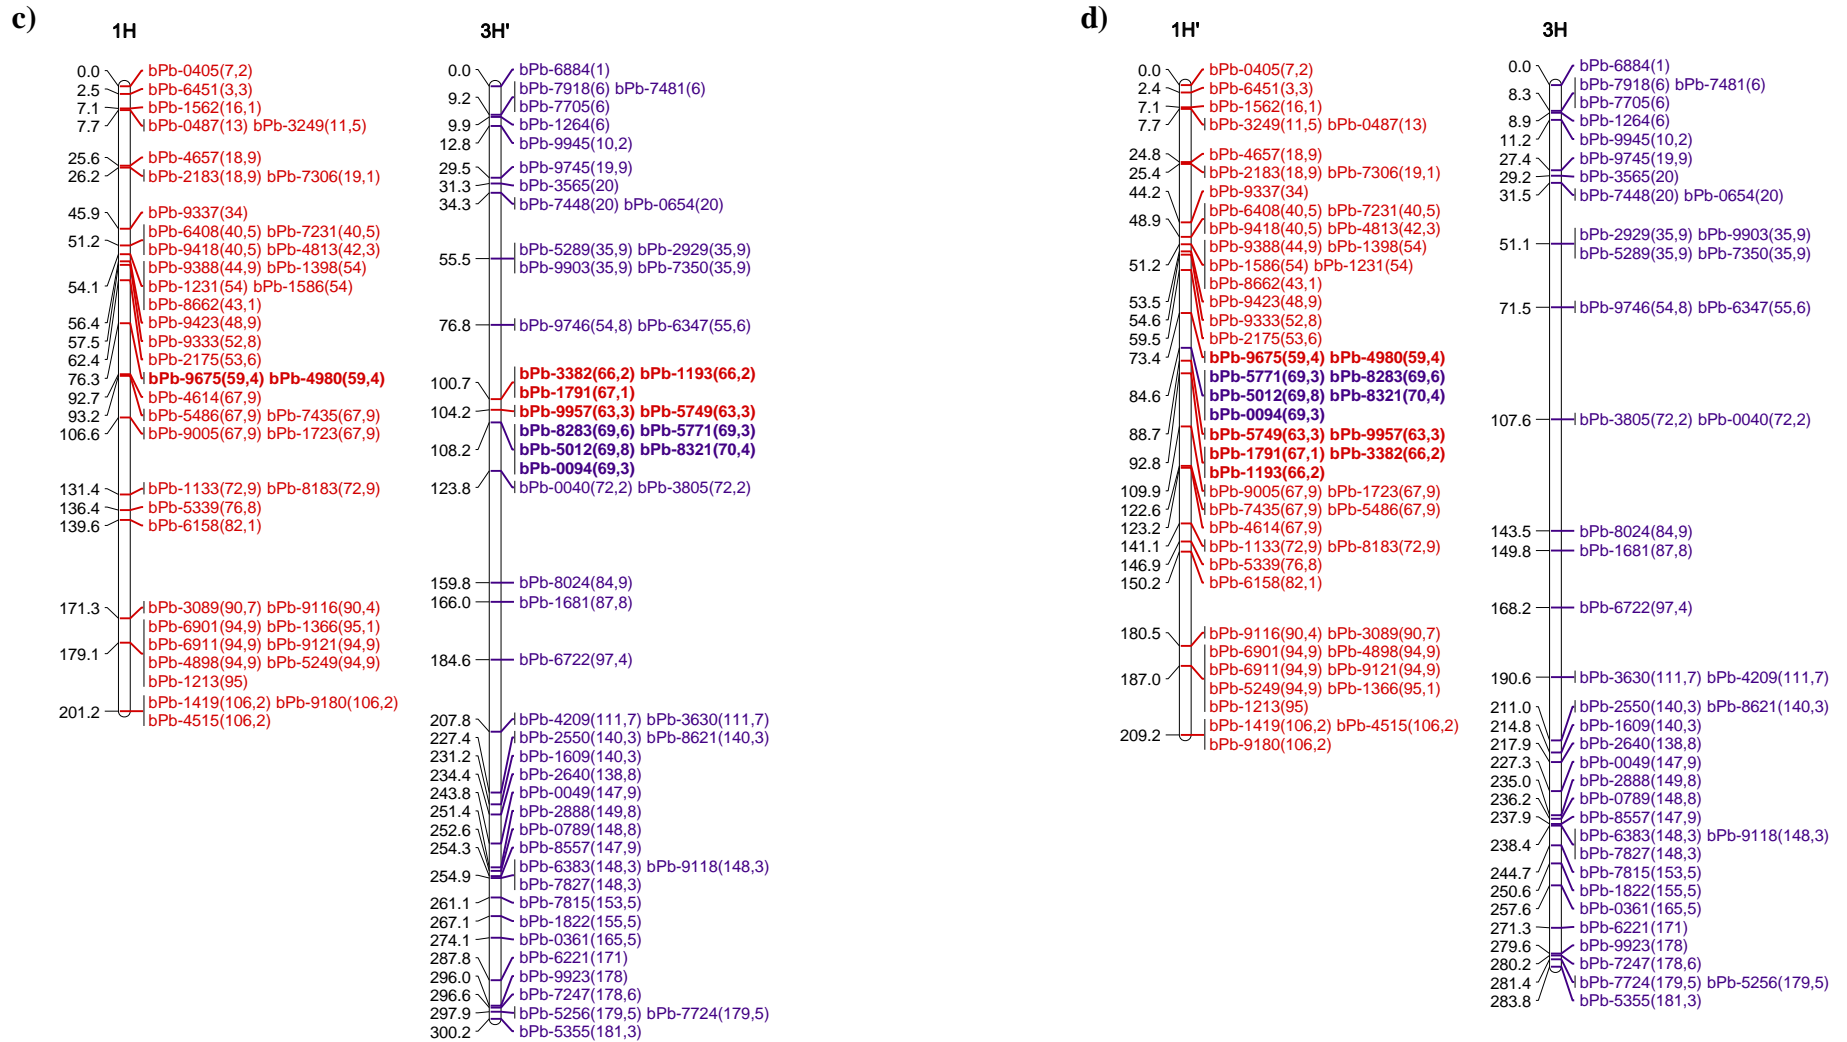 c)
1H
0.0 bPb-0405(7,2)
2.5 bPb-6451(3,3)
7.1 bPb-1562(16,1)
7.7 bPb-0487(13) bPb-3249(11,5)
25.6 bPb-4657(18,9)
26.2 bPb-2183(18,9) bPb-7306(19,1)
45.9 bPb-9337(34)
bPb-6408(40,5) bPb-7231(40,5)
51.2 bPb-9418(40,5) bPb-4813(42,3)
bPb-9388(44,9) bPb-1398(54)
54.1 bPb-1231(54) bPb-1586(54)
bPb-8662(43,1)
56.4 bPb-9423(48,9)
57.5 bPb-9333(52,8)
62.4 bPb-2175(53,6)
76.3 bPb-9675(59,4) bPb-4980(59,4)
92.7 bPb-4614(67,9)
93.2 bPb-5486(67,9) bPb-7435(67,9)
106.6 bPb-9005(67,9) bPb-1723(67,9)
131.4 bPb-1133(72,9) bPb-8183(72,9)
136.4 bPb-5339(76,8)
139.6 bPb-6158(82,1)
171.3 bPb-3089(90,7) bPb-9116(90,4)
bPb-6901(94,9) bPb-1366(95,1)
bPb-6911(94,9) bPb-9121(94,9)
179.1 bPb-4898(94,9) bPb-5249(94,9)
bPb-1213(95)
bPb-1419(106,2) bPb-9180(106,2)
201.2 bPb-4515(106,2)
3H'
0.0 bPb-6884(1)
bPb-7918(6) bPb-7481(6)
9.2 bPb-7705(6)
9.9 bPb-1264(6)
12.8 bPb-9945(10,2)
29.5 bPb-9745(19,9)
31.3 bPb-3565(20)
34.3 bPb-7448(20) bPb-0654(20)
bPb-5289(35,9) bPb-2929(35,9)
55.5 bPb-9903(35,9) bPb-7350(35,9)
76.8 bPb-9746(54,8) bPb-6347(55,6)
bPb-3382(66,2) bPb-1193(66,2)
100.7 bPb-1791(67,1)
104.2 bPb-9957(63,3) bPb-5749(63,3)
bPb-8283(69,6) bPb-5771(69,3)
108.2 bPb-5012(69,8) bPb-8321(70,4)
bPb-0094(69,3)
123.8 bPb-0040(72,2) bPb-3805(72,2)
159.8 bPb-8024(84,9)
166.0 bPb-1681(87,8)
184.6 bPb-6722(97,4)
207.8 bPb-4209(111,7) bPb-3630(111,7)
227.4 bPb-2550(140,3) bPb-8621(140,3)
231.2 bPb-1609(140,3)
234.4 bPb-2640(138,8)
243.8 bPb-0049(147,9)
251.4 bPb-2888(149,8)
252.6 bPb-0789(148,8)
254.3 bPb-8557(147,9)
bPb-6383(148,3) bPb-9118(148,3)
254.9 bPb-7827(148,3)
261.1 bPb-7815(153,5)
267.1 bPb-1822(155,5)
274.1 bPb-0361(165,5)
287.8 bPb-6221(171)
296.0 bPb-9923(178)
296.6 bPb-7247(178,6)
297.9 bPb-5256(179,5) bPb-7724(179,5)
300.2 bPb-5355(181,3)
d)
1H'
0.0 bPb-0405(7,2)
2.4 bPb-6451(3,3)
7.1 bPb-1562(16,1)
7.7 bPb-3249(11,5) bPb-0487(13)
24.8 bPb-4657(18,9)
25.4 bPb-2183(18,9) bPb-7306(19,1)
44.2 bPb-9337(34)
bPb-6408(40,5) bPb-7231(40,5)
48.9 bPb-9418(40,5) bPb-4813(42,3)
bPb-9388(44,9) bPb-1398(54)
51.2 bPb-1586(54) bPb-1231(54)
bPb-8662(43,1)
53.5 bPb-9423(48,9)
54.6 bPb-9333(52,8)
59.5 bPb-2175(53,6)
73.4 bPb-9675(59,4) bPb-4980(59,4)
bPb-5771(69,3) bPb-8283(69,6)
84.6 bPb-5012(69,8) bPb-8321(70,4)
bPb-0094(69,3)
88.7 bPb-5749(63,3) bPb-9957(63,3)
92.8 bPb-1791(67,1) bPb-3382(66,2)
bPb-1193(66,2)
109.9 bPb-9005(67,9) bPb-1723(67,9)
122.6 bPb-7435(67,9) bPb-5486(67,9)
123.2 bPb-4614(67,9)
141.1 bPb-1133(72,9) bPb-8183(72,9)
146.9 bPb-5339(76,8)
150.2 bPb-6158(82,1)
180.5 bPb-9116(90,4) bPb-3089(90,7)
bPb-6901(94,9) bPb-4898(94,9)
bPb-6911(94,9) bPb-9121(94,9)
187.0 bPb-5249(94,9) bPb-1366(95,1)
bPb-1213(95)
bPb-1419(106,2) bPb-4515(106,2)
209.2 bPb-9180(106,2)
3H
0.0 bPb-6884(1)
bPb-7918(6) bPb-7481(6)
8.3 bPb-7705(6)
8.9 bPb-1264(6)
11.2 bPb-9945(10,2)
27.4 bPb-9745(19,9)
29.2 bPb-3565(20)
31.5 bPb-7448(20) bPb-0654(20)
bPb-2929(35,9) bPb-9903(35,9)
51.1 bPb-5289(35,9) bPb-7350(35,9)
71.5 bPb-9746(54,8) bPb-6347(55,6)
107.6 bPb-3805(72,2) bPb-0040(72,2)
143.5 bPb-8024(84,9)
149.8 bPb-1681(87,8)
168.2 bPb-6722(97,4)
190.6 bPb-3630(111,7) bPb-4209(111,7)
211.0 bPb-2550(140,3) bPb-8621(140,3)
214.8 bPb-1609(140,3)
217.9 bPb-2640(138,8)
227.3 bPb-0049(147,9)
235.0 bPb-2888(149,8)
236.2 bPb-0789(148,8)
237.9 bPb-8557(147,9)
bPb-6383(148,3) bPb-9118(148,3)
238.4 bPb-7827(148,3)
244.7 bPb-7815(153,5)
250.6 bPb-1822(155,5)
257.6 bPb-0361(165,5)
271.3 bPb-6221(171)
279.6 bPb-9923(178)
280.2 bPb-7247(178,6)
281.4 bPb-7724(179,5) bPb-5256(179,5)
283.8 bPb-5355(181,3)